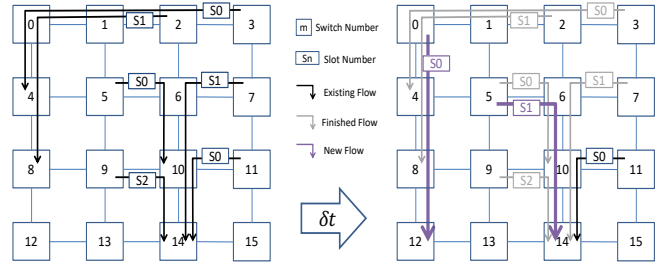 S0
0 1 S1 2 3
S0 S1
4 5 6 7
S0
8 9 S2 10 11
12 13 14 15
m Switch Number
Sn Slot Number
Existing Flow
Finished Flow
New Flow
δt
S0
0 1 S1 2 3
S0
S0 S1
4 5 S1 6 7
S0
8 9 S2 10 11
12 13 14 15